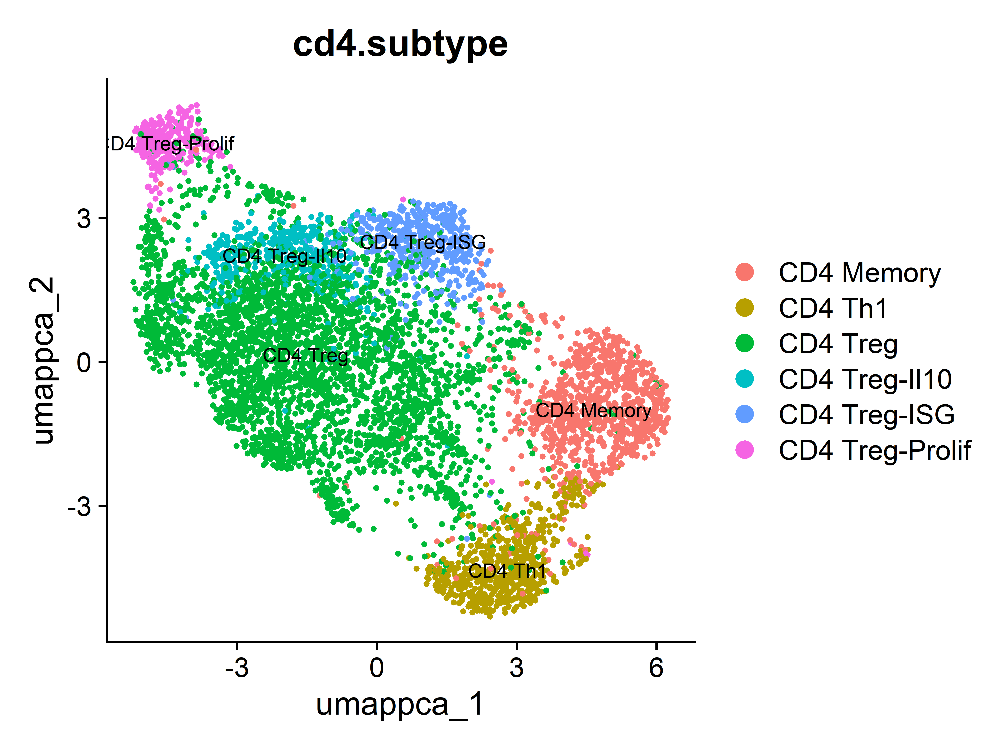 cd4.subtype
CD4 Treg-Prolif
CD4 Treg-Il10
CD4 Treg-ISG
CD4 Treg
CD4 Memory
CD4 Th1
3
0
-3
umappca_2
-3
0
3
6
umappca_1
CD4 Memory
CD4 Th1
CD4 Treg
CD4 Treg-Il10
CD4 Treg-ISG
CD4 Treg-Prolif